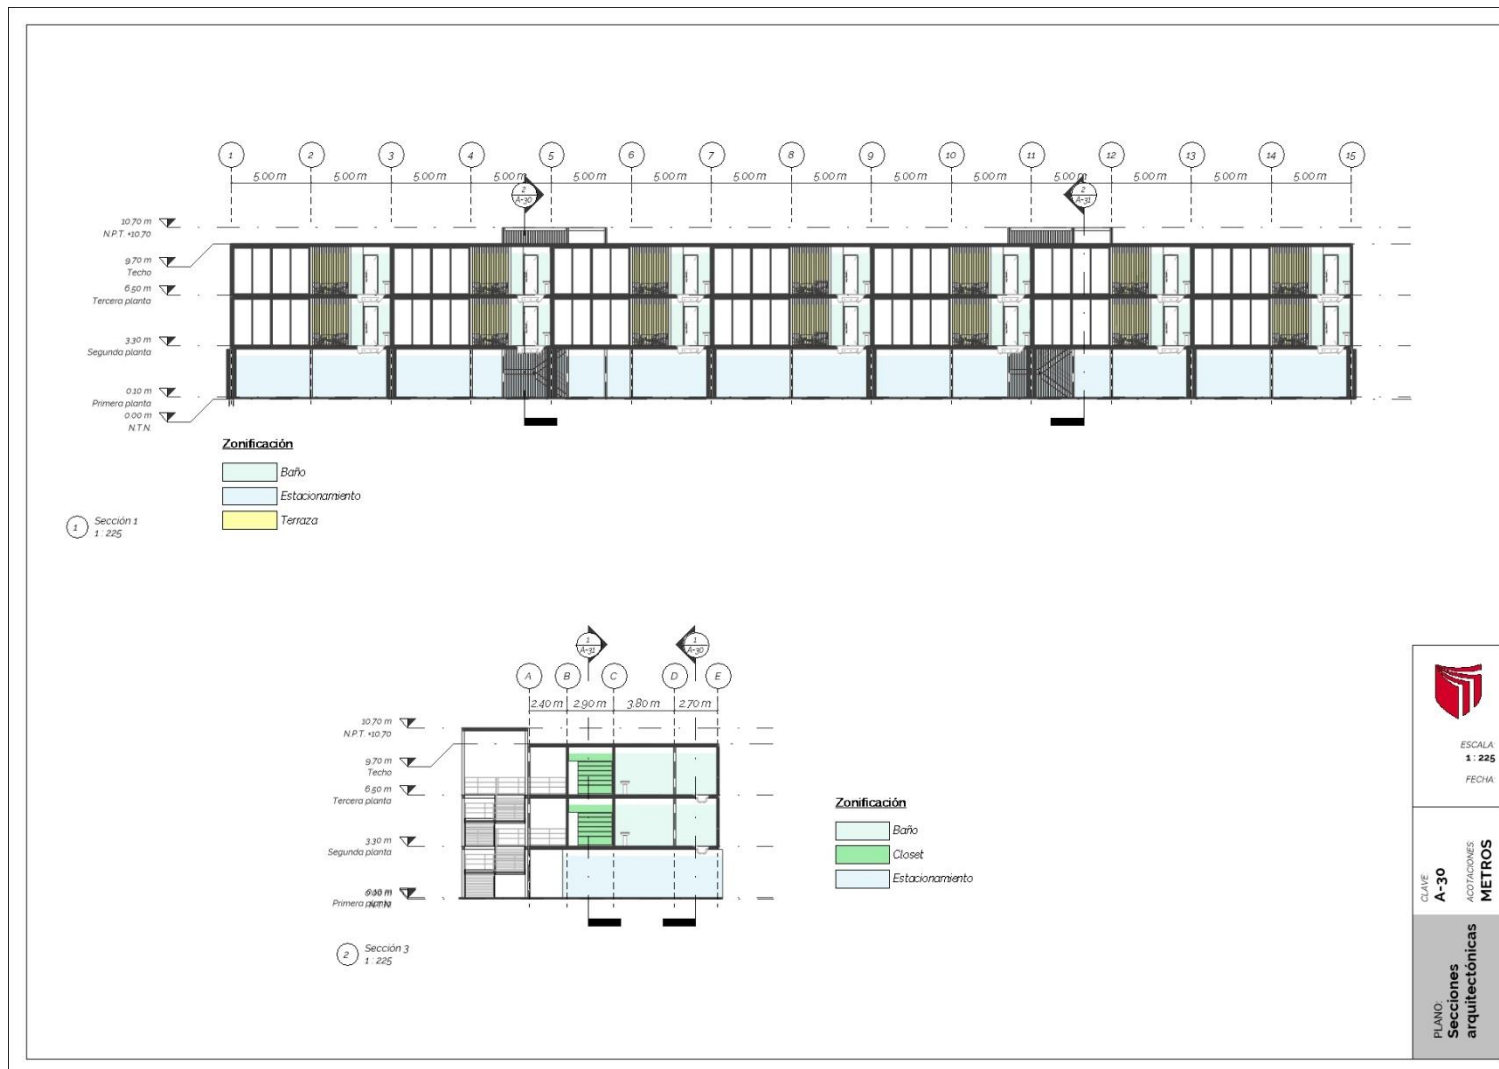 1 2 3 4 5 6 7 8 9 10 11 12 13 14 15
5.00 m 5.00 m 5.00 m 5.00 m 5.00 m 5.00 m 5.00 m 5.00 m 5.00 m 5.00 m 5.00 m 5.00 m 5.00 m 5.00 m
2 2
A-30 A-31
10.70 m
N.P.T. +10.70
9.70 m
Techo
6.50 m
Tercera planta
3.30 m
Segunda planta
0.10 m
Primera planta
0.00 m
N.T.N.
Zonificación
Baño
Estacionamiento
Terraza
1
Sección 1
1 : 225
1 1
A-31 A-30
A B C D E
2.40 m 2.90 m 3.80 m 2.70 m
10.70 m
N.P.T. +10.70
9.70 m
Techo
6.50 m
Tercera planta
3.30 m
Segunda planta
Primera planta
Zonificación
Baño
Closet
Estacionamiento
2
Sección 3
1 : 225
ESCALA:
1 : 225
FECHA:
CLAVE
A-30
ACOTACIONES:
METROS
PLANO:
Secciones
arquitectónicas